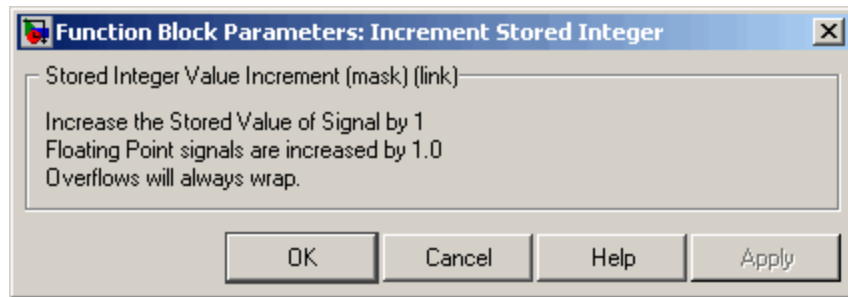 Function Block Parameters: Increment Stored Integer
Stored Integer Value Increment (mask) (link)
Increase the Stored Value of Signal by 1
Floating Point signals are increased by 1.0
Overflows will always wrap.
OK Cancel Help Apply